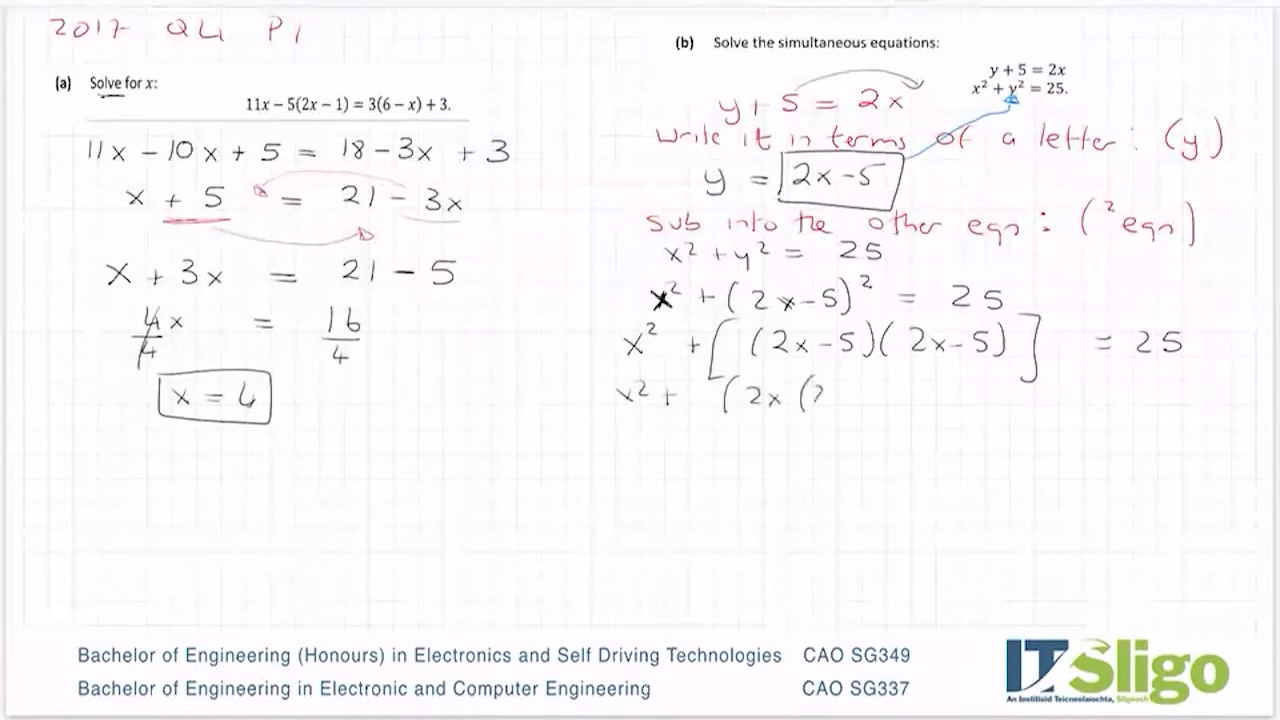 2017 Q4 P1
(a) Solve for x:
11x – 5(2x – 1) = 3(6 – x) + 3.
11x - 10x + 5 = 18 - 3x + 3
x + 5 = 21 - 3x
x + 3x = 21 - 5
4x = 16
4 4
x = 4
(b) Solve the simultaneous equations:
y + 5 = 2x
x² + y² = 25.
y + 5 = 2x
write it in terms of a letter : (y)
y = 2x - 5
sub into the other eqn : (² eqn)
x² + y² = 25
x² + (2x - 5)² = 25
x² + [(2x - 5)(2x - 5)] = 25
x² + (2x (2
Bachelor of Engineering (Honours) in Electronics and Self Driving Technologies CAO SG349
Bachelor of Engineering in Electronic and Computer Engineering CAO SG337
IT Sligo
An Institiúid Teicneolaíochta, Sligeach